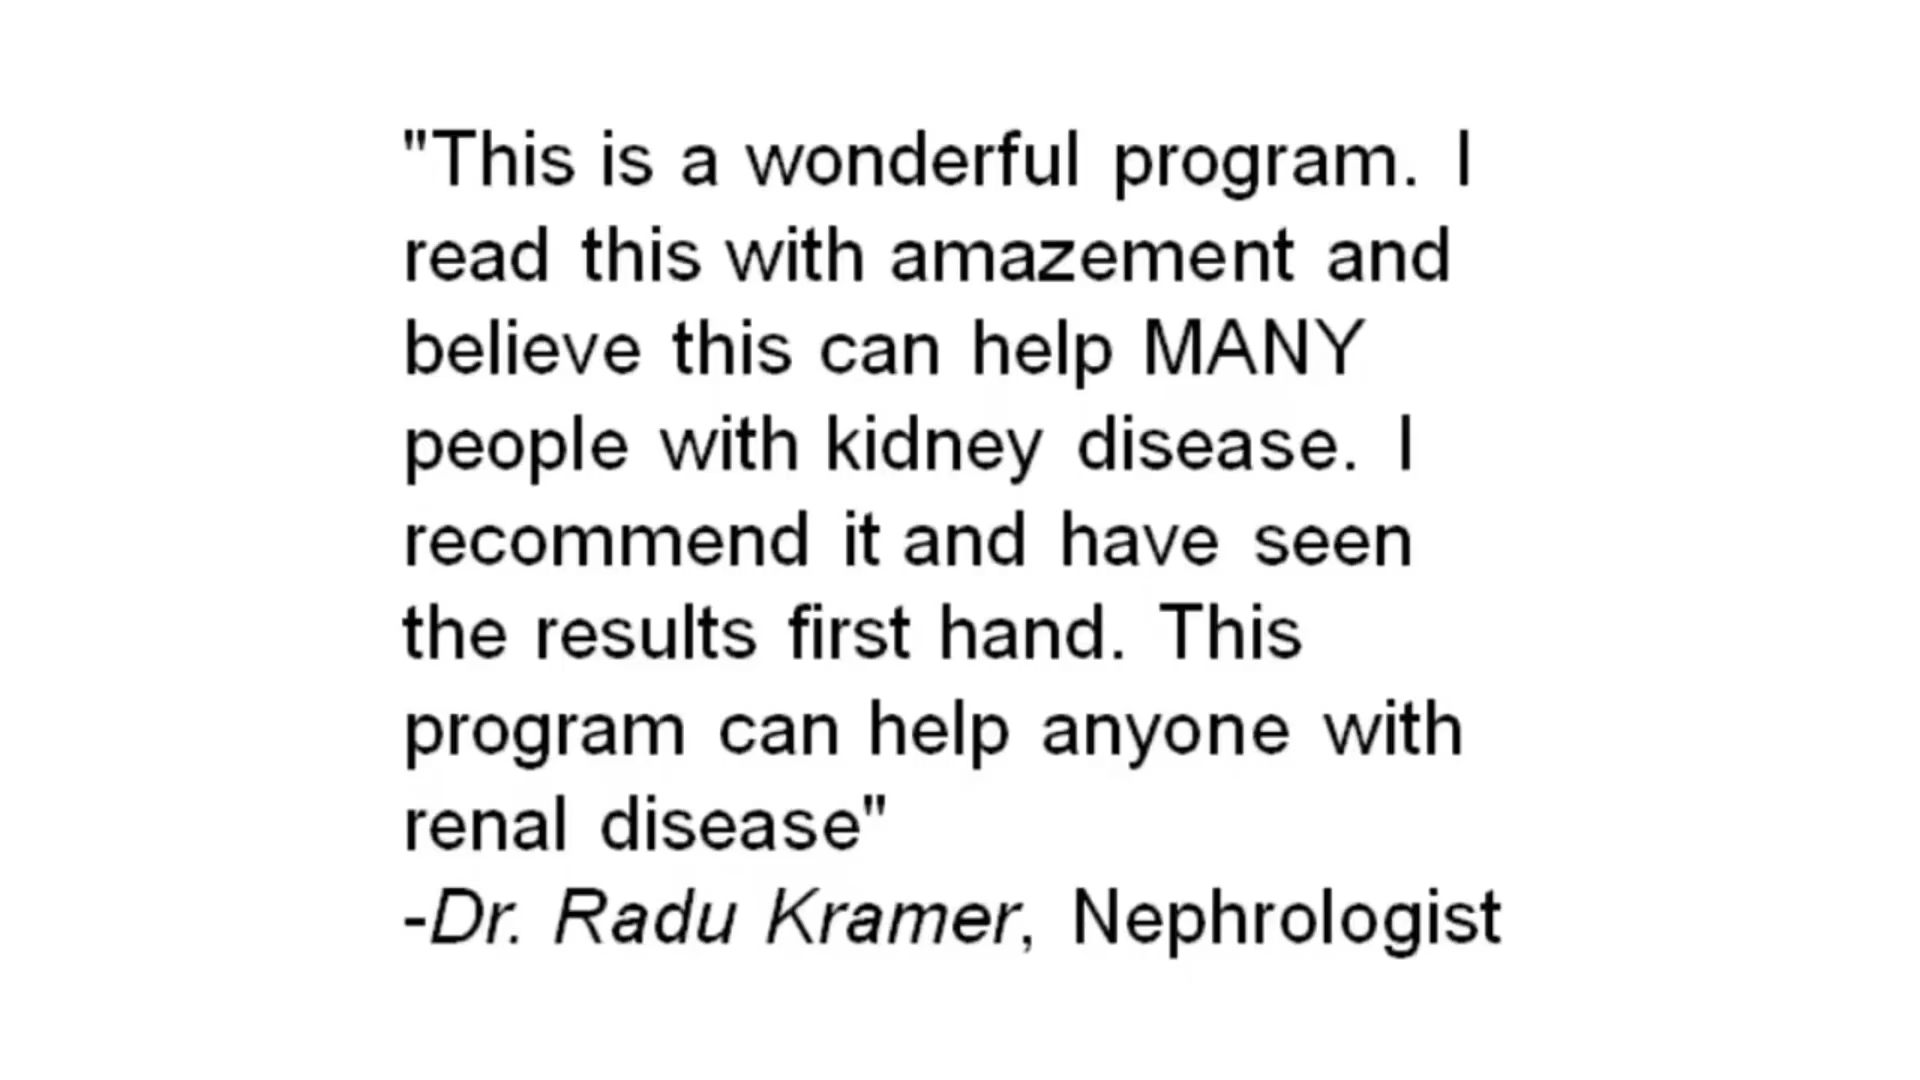 "This is a wonderful program. I
read this with amazement and
believe this can help MANY
people with kidney disease. I
recommend it and have seen
the results first hand. This
program can help anyone with
renal disease"
-Dr. Radu Kramer, Nephrologist